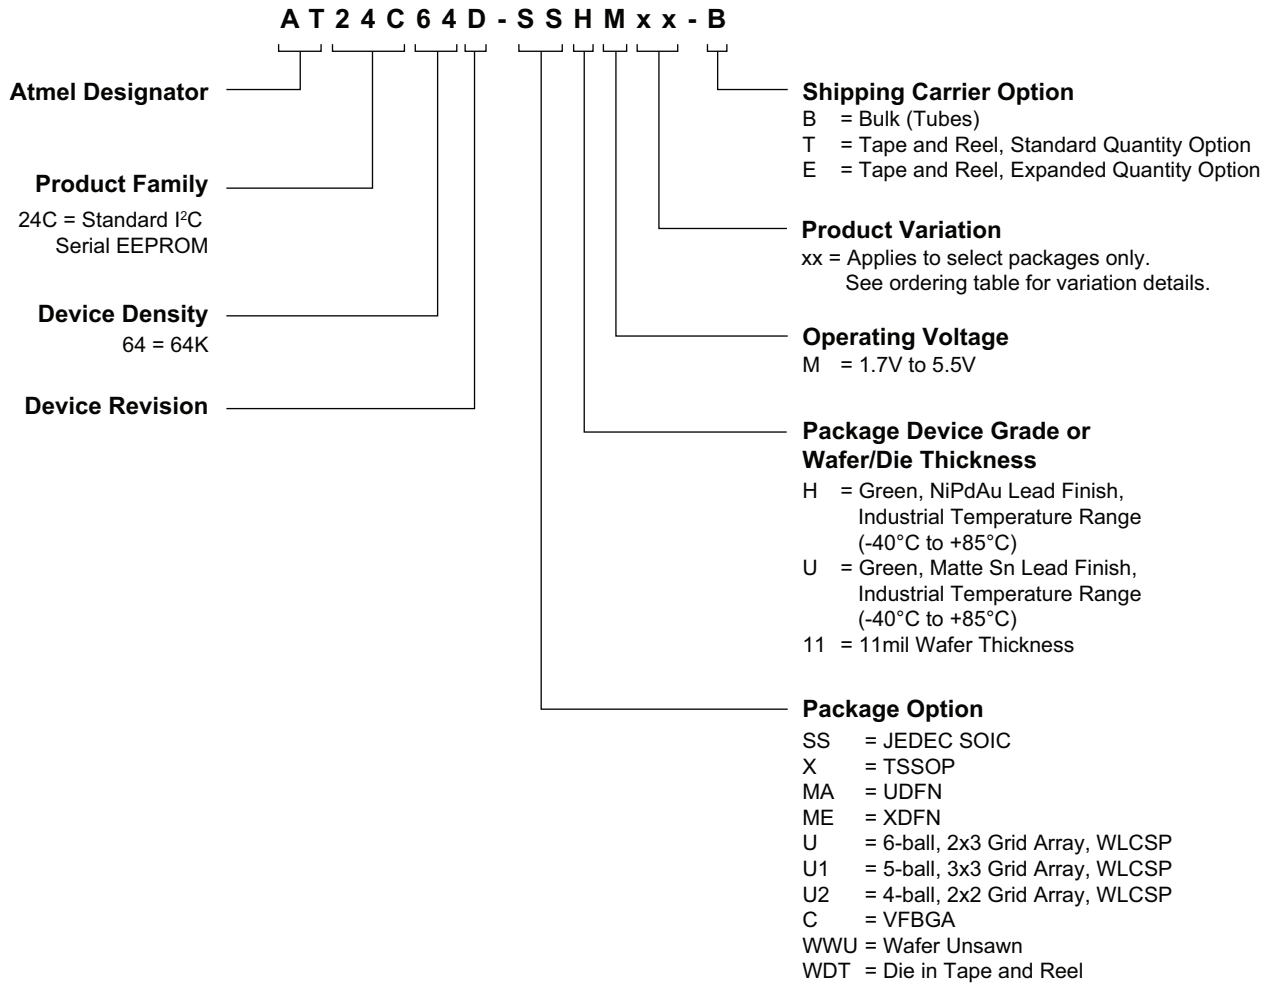 AT24C64D-SSHMxx-B
Atmel Designator
Product Family
24C = Standard I²C
Serial EEPROM
Device Density
64 = 64K
Device Revision
Shipping Carrier Option
B = Bulk (Tubes)
T = Tape and Reel, Standard Quantity Option
E = Tape and Reel, Expanded Quantity Option
Product Variation
xx = Applies to select packages only.
See ordering table for variation details.
Operating Voltage
M = 1.7V to 5.5V
Package Device Grade or
Wafer/Die Thickness
H = Green, NiPdAu Lead Finish,
Industrial Temperature Range
(-40°C to +85°C)
U = Green, Matte Sn Lead Finish,
Industrial Temperature Range
(-40°C to +85°C)
11 = 11mil Wafer Thickness
Package Option
SS = JEDEC SOIC
X = TSSOP
MA = UDFN
ME = XDFN
U = 6-ball, 2x3 Grid Array, WLCSP
U1 = 5-ball, 3x3 Grid Array, WLCSP
U2 = 4-ball, 2x2 Grid Array, WLCSP
C = VFBGA
WWU = Wafer Unsawn
WDT = Die in Tape and Reel